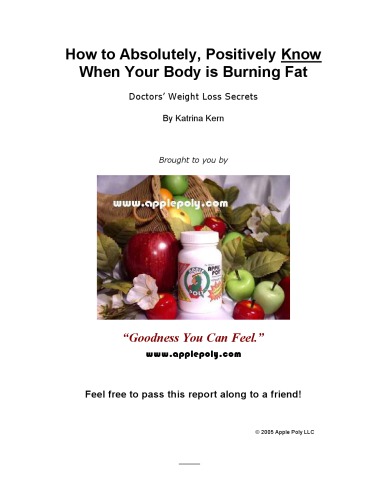 How to Absolutely, Positively Know
When Your Body is Burning Fat
Doctors’ Weight Loss Secrets
By Katrina Kern
Brought to you by
www.applepoly.com
APPLE
POLY
“Goodness You Can Feel.”
www.applepoly.com
Feel free to pass this report along to a friend!
© 2005 Apple Poly LLC